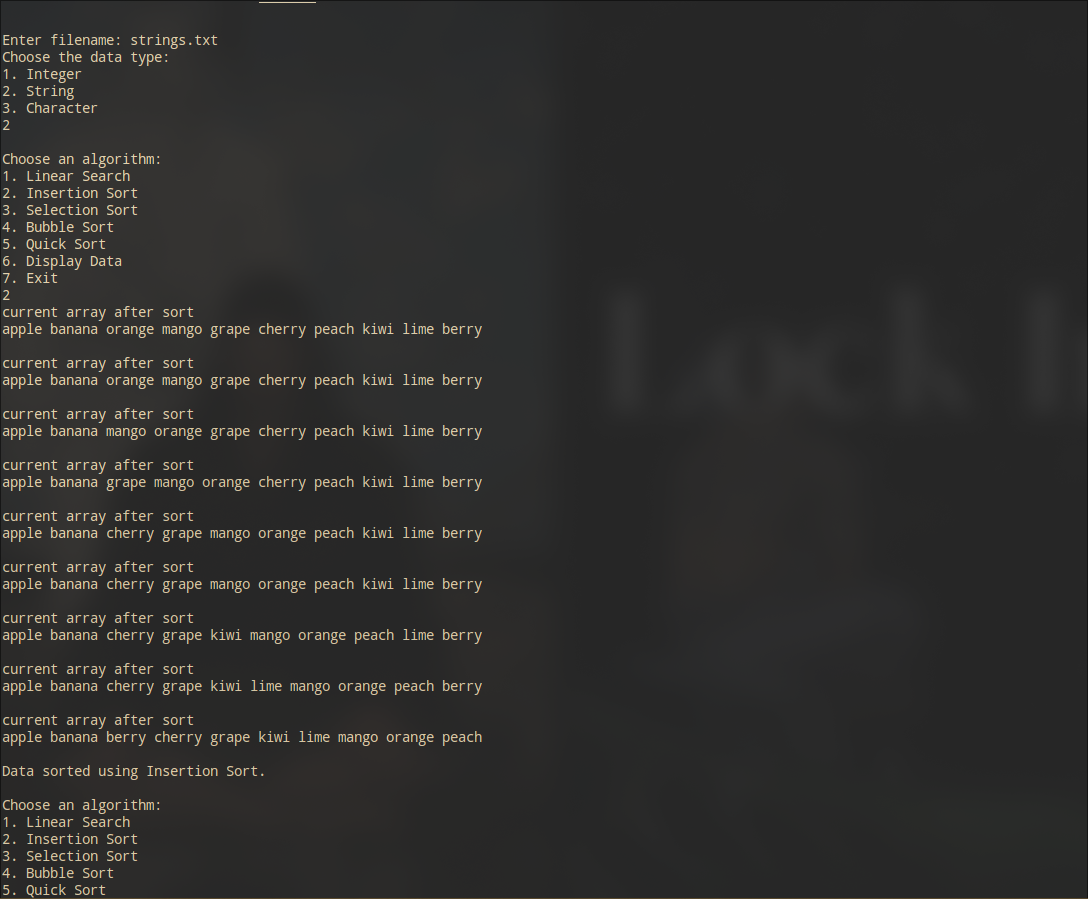 Enter filename: strings.txt
Choose the data type:
1. Integer
2. String
3. Character
2
Choose an algorithm:
1. Linear Search
2. Insertion Sort
3. Selection Sort
4. Bubble Sort
5. Quick Sort
6. Display Data
7. Exit
2
current array after sort
apple banana orange mango grape cherry peach kiwi lime berry
current array after sort
apple banana orange mango grape cherry peach kiwi lime berry
current array after sort
apple banana mango orange grape cherry peach kiwi lime berry
current array after sort
apple banana grape mango orange cherry peach kiwi lime berry
current array after sort
apple banana cherry grape mango orange peach kiwi lime berry
current array after sort
apple banana cherry grape mango orange peach kiwi lime berry
current array after sort
apple banana cherry grape kiwi mango orange peach lime berry
current array after sort
apple banana cherry grape kiwi lime mango orange peach berry
current array after sort
apple banana berry cherry grape kiwi lime mango orange peach
Data sorted using Insertion Sort.
Choose an algorithm:
1. Linear Search
2. Insertion Sort
3. Selection Sort
4. Bubble Sort
5. Quick Sort